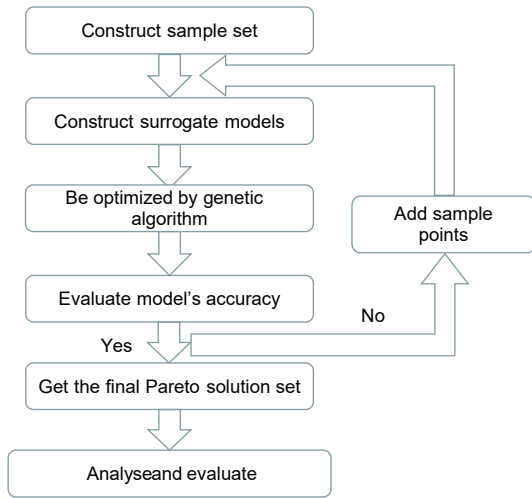 Construct sample set
Construct surrogate models
Be optimized by genetic
algorithm
Add sample
points
Evaluate model’s accuracy
No
Yes
Get the final Pareto solution set
Analyseand evaluate